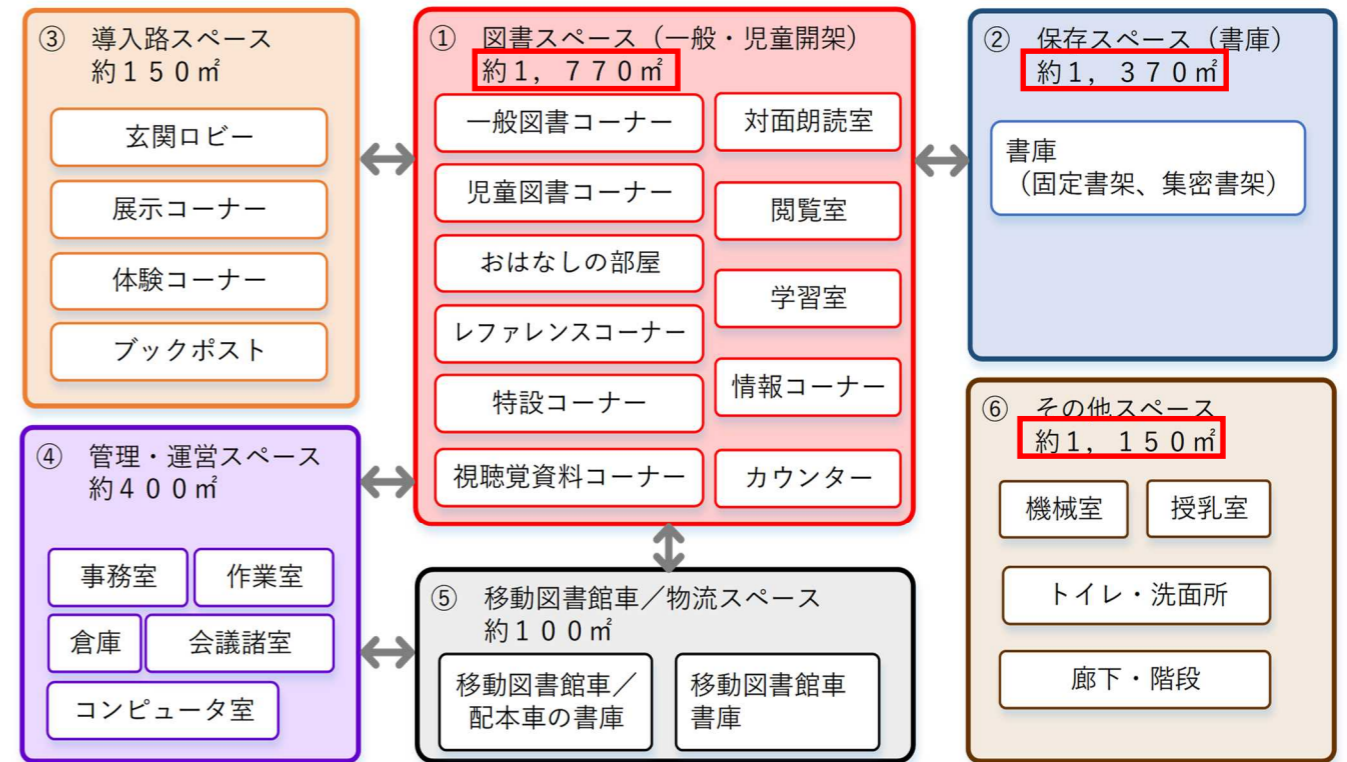 ③　導入路スペース
約１５０㎡
玄関ロビー
展示コーナー
体験コーナー
ブックポスト
①　図書スペース（一般・児童開架）
約１，７７０㎡
一般図書コーナー
児童図書コーナー
おはなしの部屋
レファレンスコーナー
特設コーナー
視聴覚資料コーナー
対面朗読室
閲覧室
学習室
情報コーナー
カウンター
②　保存スペース（書庫）
約１，３７０㎡
書庫
（固定書架、集密書架）
④　管理・運営スペース
約４００㎡
事務室
作業室
倉庫
会議諸室
コンピュータ室
⑤　移動図書館車／物流スペース
約１００㎡
移動図書館車／
配本車の書庫
移動図書館車
書庫
⑥　その他スペース
約１，１５０㎡
機械室
授乳室
トイレ・洗面所
廊下・階段